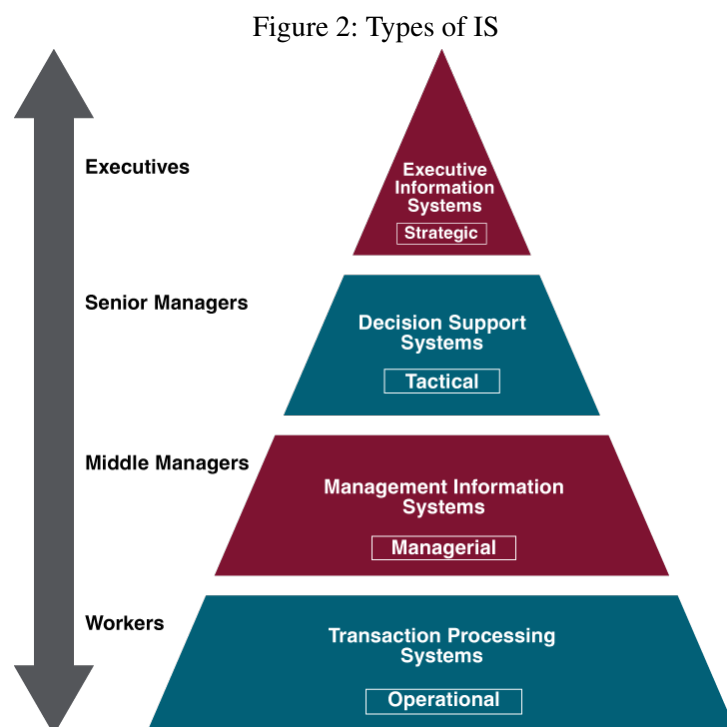 Figure 2: Types of IS
Executives
Executive
Information
Systems
Strategic
Senior Managers
Decision Support
Systems
Tactical
Middle Managers
Management Information
Systems
Managerial
Workers
Transaction Processing
Systems
Operational